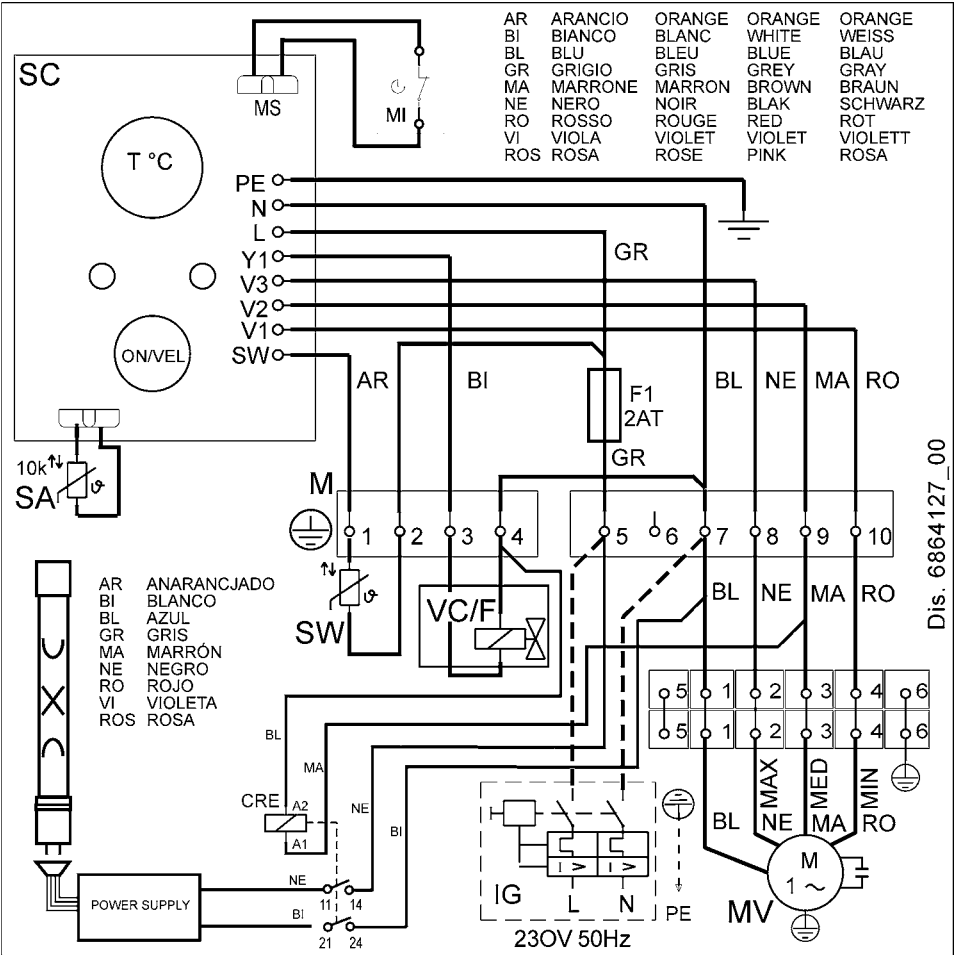 AR ARANCIO ORANGE ORANGE ORANGE
BI BIANCO BLANC WHITE WEISS
BL BLU BLEU BLUE BLAU
GR GRIGIO GRIS GREY GRAY
MA MARRONE MARRON BROWN BRAUN
NE NERO NOIR BLAK SCHWARZ
RO ROSSO ROUGE RED ROT
VI VIOLA VIOLET VIOLET VIOLETT
ROS ROSA ROSE PINK ROSA
SC
MS
MI
T °C
PE
N
L
Y1
V3
V2
V1
SW
ON/VEL
GR
AR BI BL NE MA RO
F1
2AT
GR
10k
SA
ϑ
M
1 2 3 4 5 6 7 8 9 10
SW
ϑ
VC/F
BL NE MA RO
Dis. 6864127_00
AR ANARANCJADO
BI BLANCO
BL AZUL
GR GRIS
MA MARRÓN
NE NEGRO
RO ROJO
VI VIOLETA
ROS ROSA
5 1 2 3 4 6
5 1 2 3 4 6
BL
MA
NE
BI
CRE
A2
A1
MAX MED MIN
BL NE MA RO
M
1 ~
MV
IG
I > I >
L N
PE
230V 50Hz
POWER SUPPLY
NE
11 14
BI
21 24